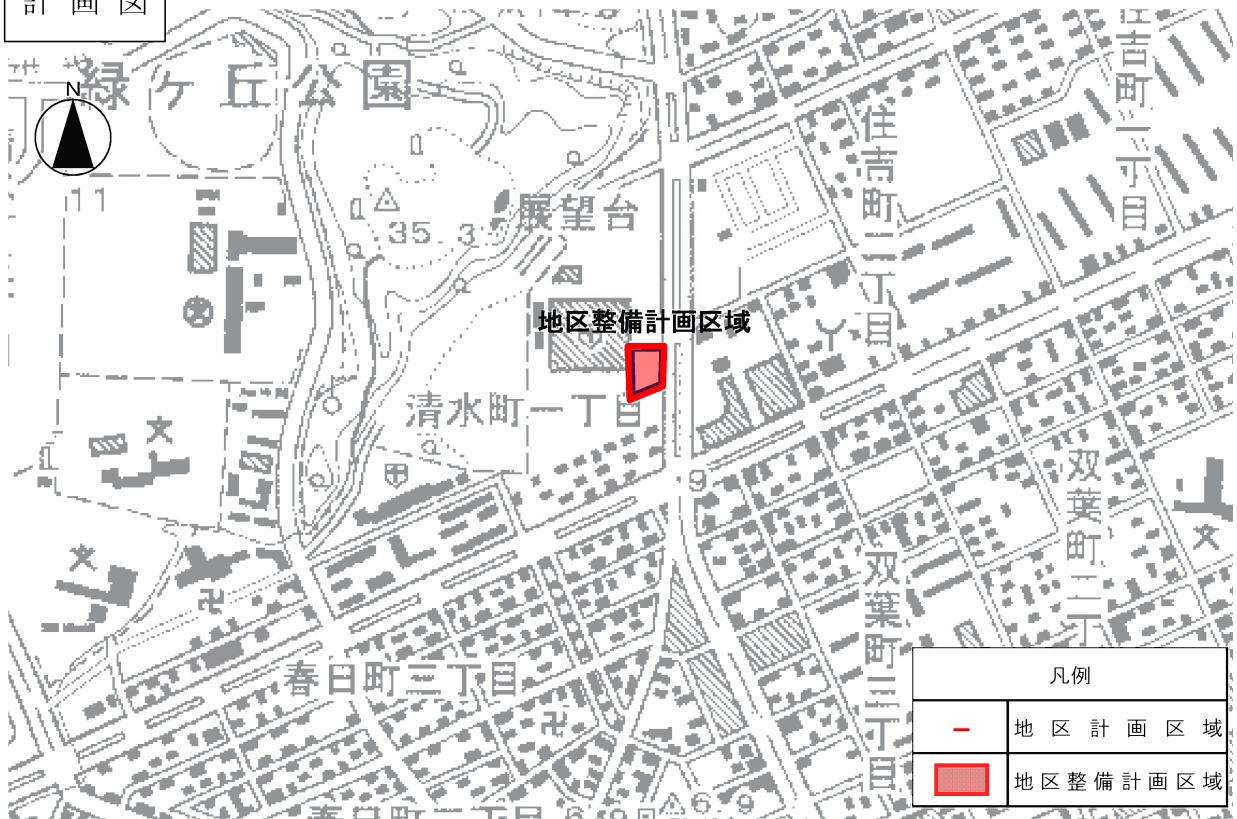 計画図
緑ケ丘公園
N
11
展望台
35.3
住吉町一丁目
住吉町二丁目
地区整備計画区域
清水町一丁目
9
双葉町二丁
双葉町三丁目
春日町三丁目
凡例
地区計画区域
地区整備計画区域